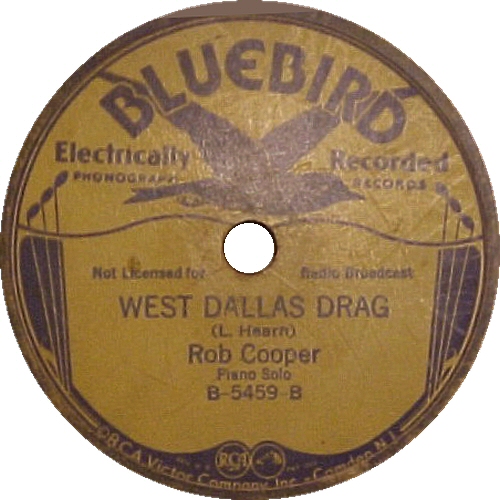 BLUEBIRD
Electrically Recorded
PHONOGRAPH RECORDS
Not Licensed for Radio Broadcast
WEST DALLAS DRAG
(L. Hearn)
Rob Cooper
Piano Solo
B-5459-B
RCA
RCA Victor Company, Inc. - Camden N.J.